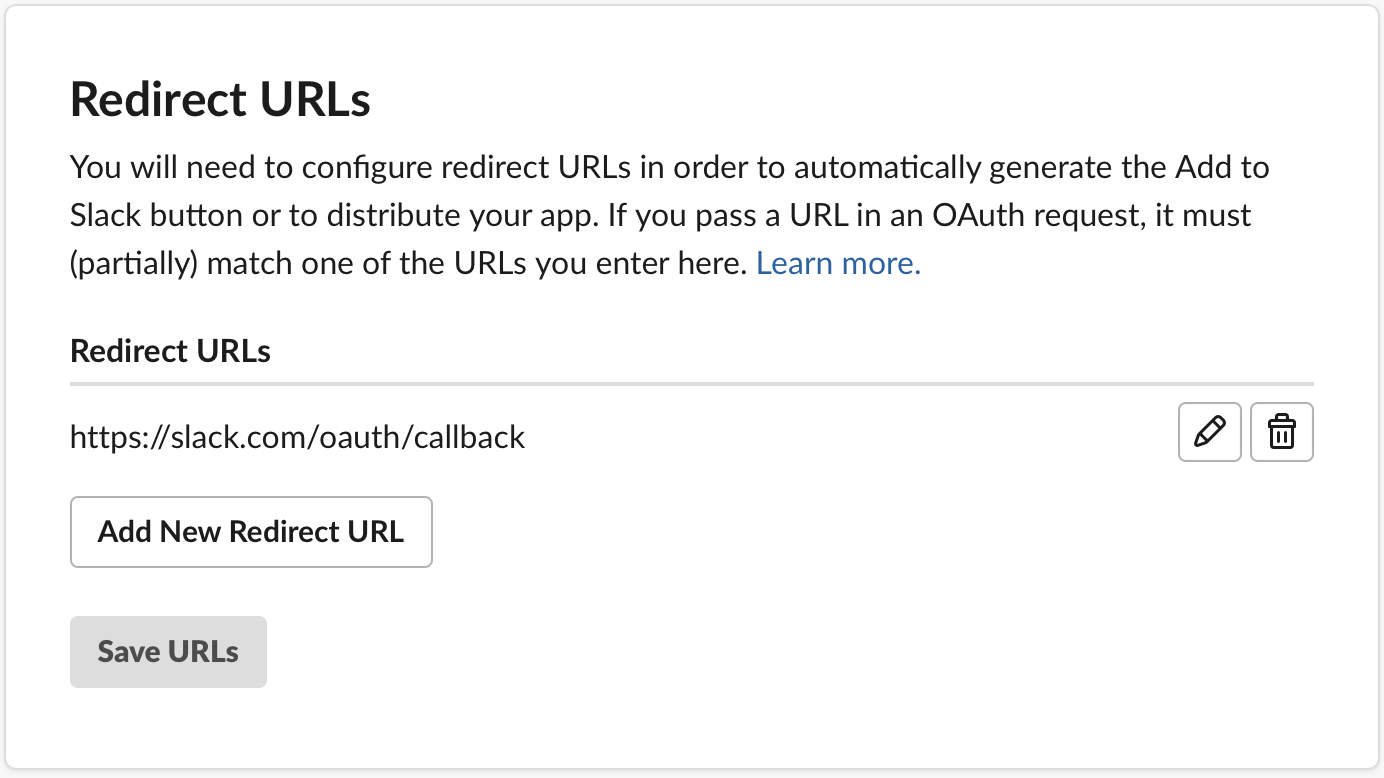 Redirect URLs
You will need to configure redirect URLs in order to automatically generate the Add to
Slack button or to distribute your app. If you pass a URL in an OAuth request, it must
(partially) match one of the URLs you enter here. Learn more.
Redirect URLs
https://slack.com/oauth/callback
Add New Redirect URL
Save URLs